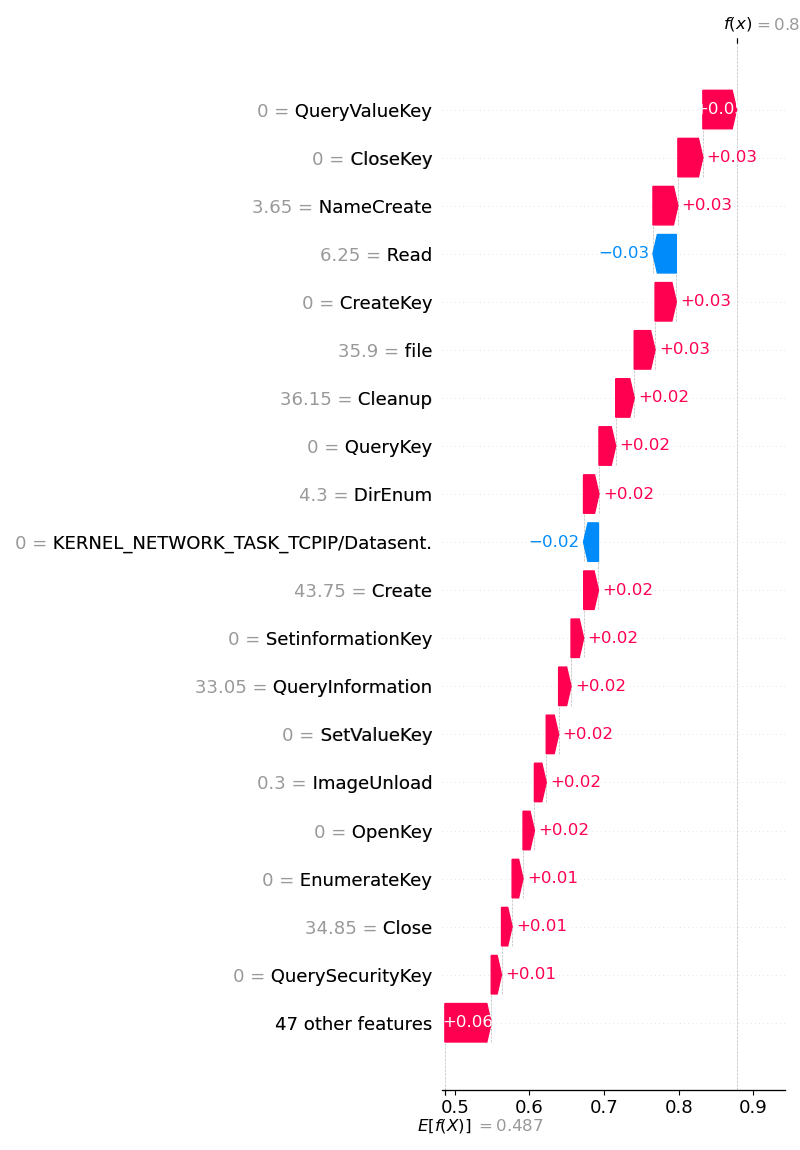 f(x) = 0.8
0 = QueryValueKey
0 = CloseKey +0.03
3.65 = NameCreate +0.03
6.25 = Read −0.03
0 = CreateKey +0.03
35.9 = file +0.03
36.15 = Cleanup +0.02
0 = QueryKey +0.02
4.3 = DirEnum +0.02
0 = KERNEL_NETWORK_TASK_TCPIP/Datasent. −0.02
43.75 = Create +0.02
0 = SetinformationKey +0.02
33.05 = QueryInformation +0.02
0 = SetValueKey +0.02
0.3 = ImageUnload +0.02
0 = OpenKey +0.02
0 = EnumerateKey +0.01
34.85 = Close +0.01
0 = QuerySecurityKey +0.01
47 other features +0.06
0.5 0.6 0.7 0.8 0.9
E[f(X)] = 0.487